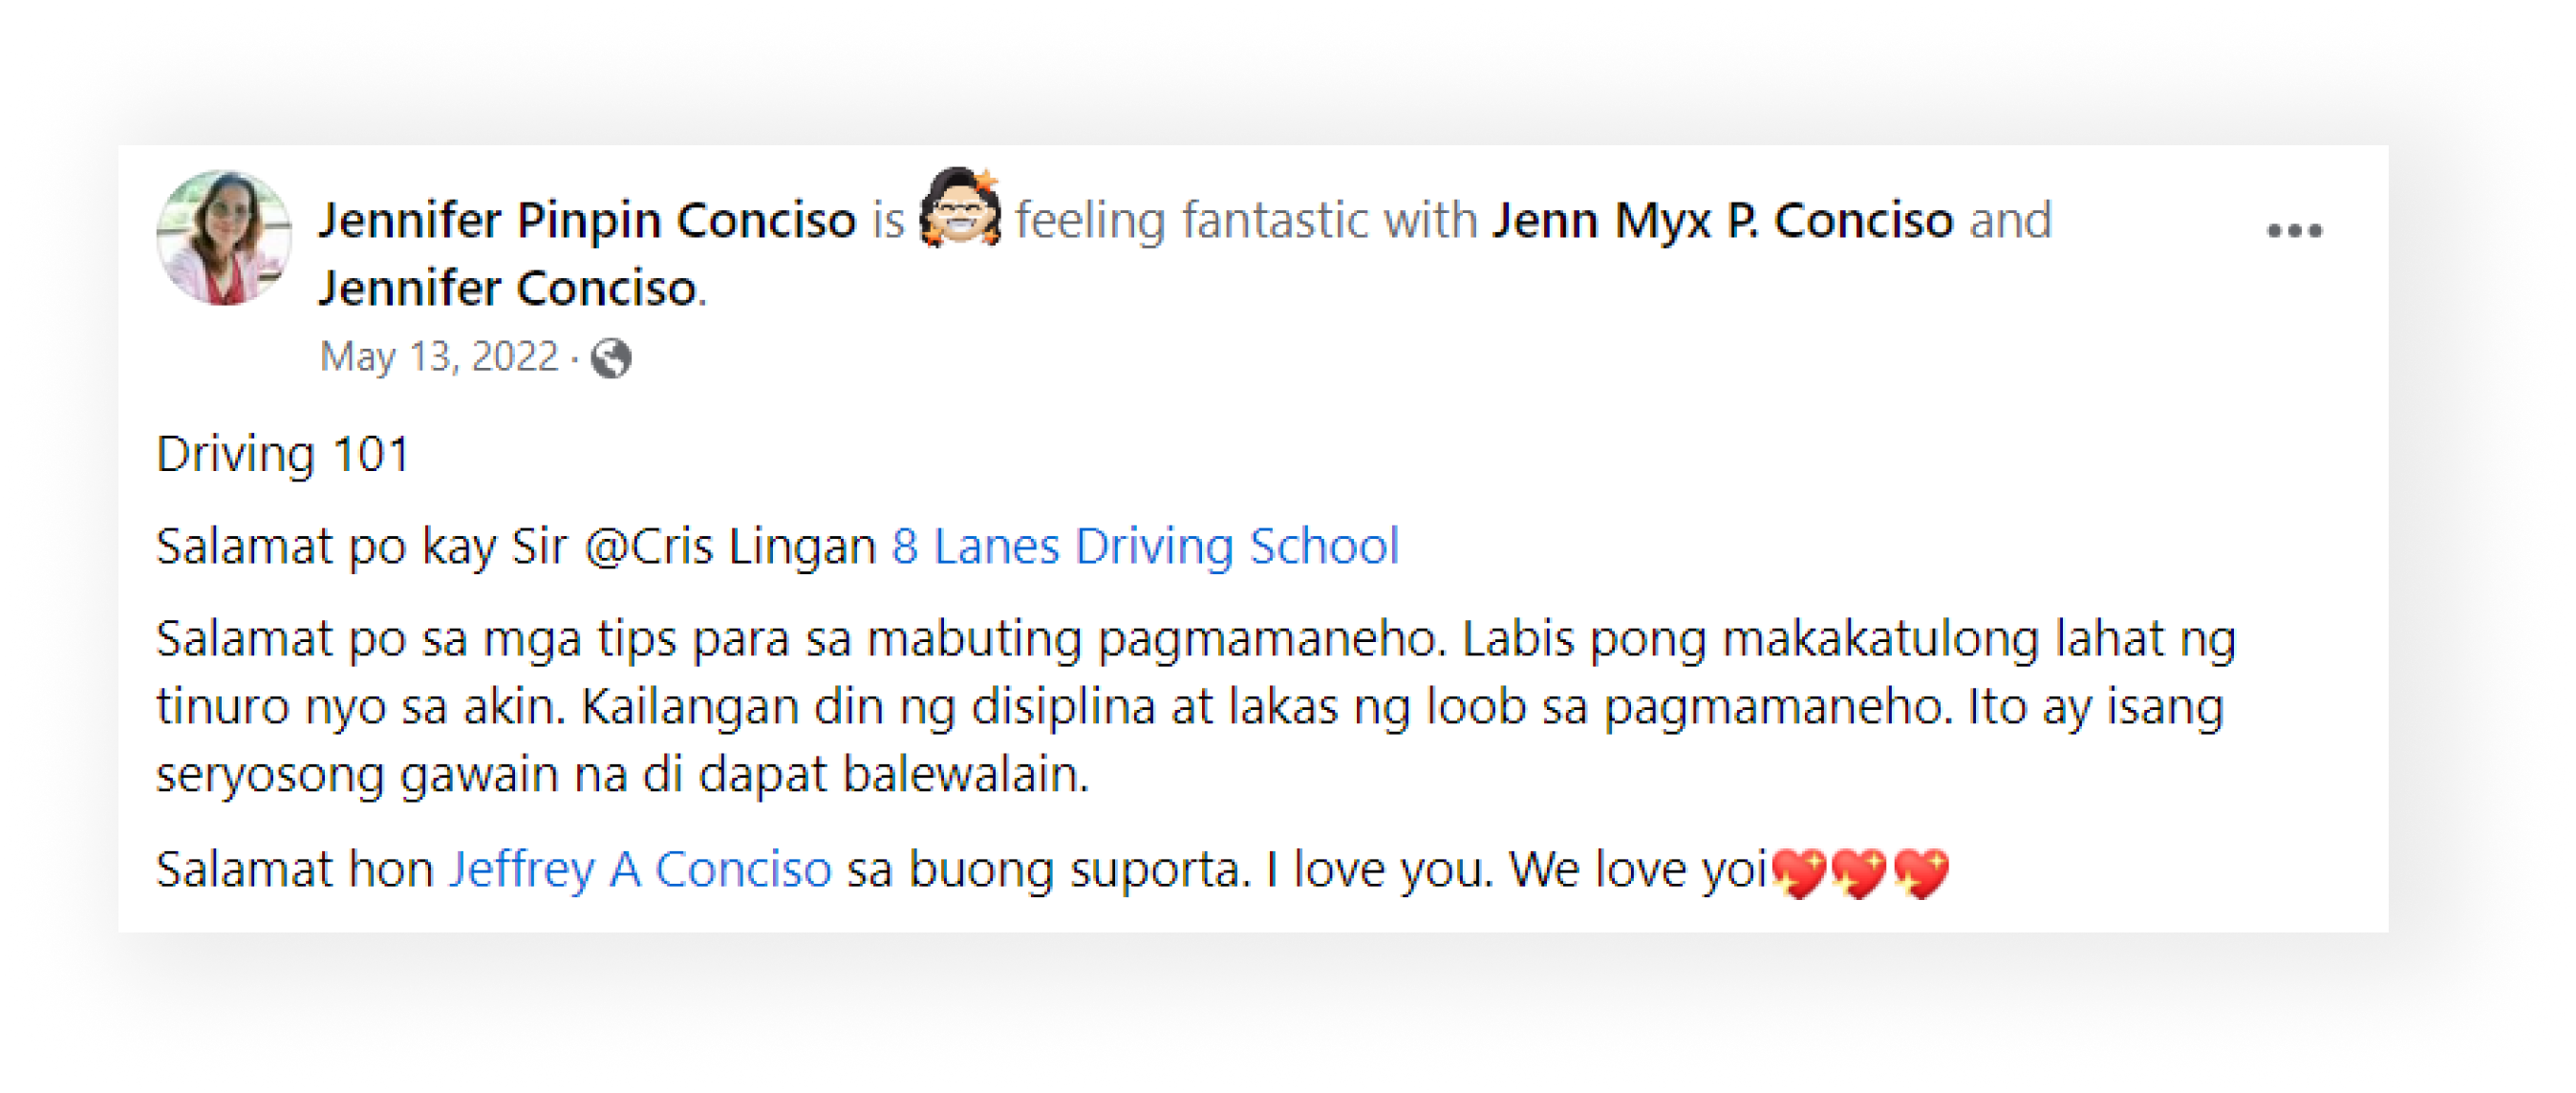 Jennifer Pinpin Conciso is feeling fantastic with Jenn Myx P. Conciso and
Jennifer Conciso.
May 13, 2022 ·
Driving 101
Salamat po kay Sir @Cris Lingan 8 Lanes Driving School
Salamat po sa mga tips para sa mabuting pagmamaneho. Labis pong makakatulong lahat ng
tinuro nyo sa akin. Kailangan din ng disiplina at lakas ng loob sa pagmamaneho. Ito ay isang
seryosong gawain na di dapat balewalain.
Salamat hon Jeffrey A Conciso sa buong suporta. I love you. We love yoi💖💖💖